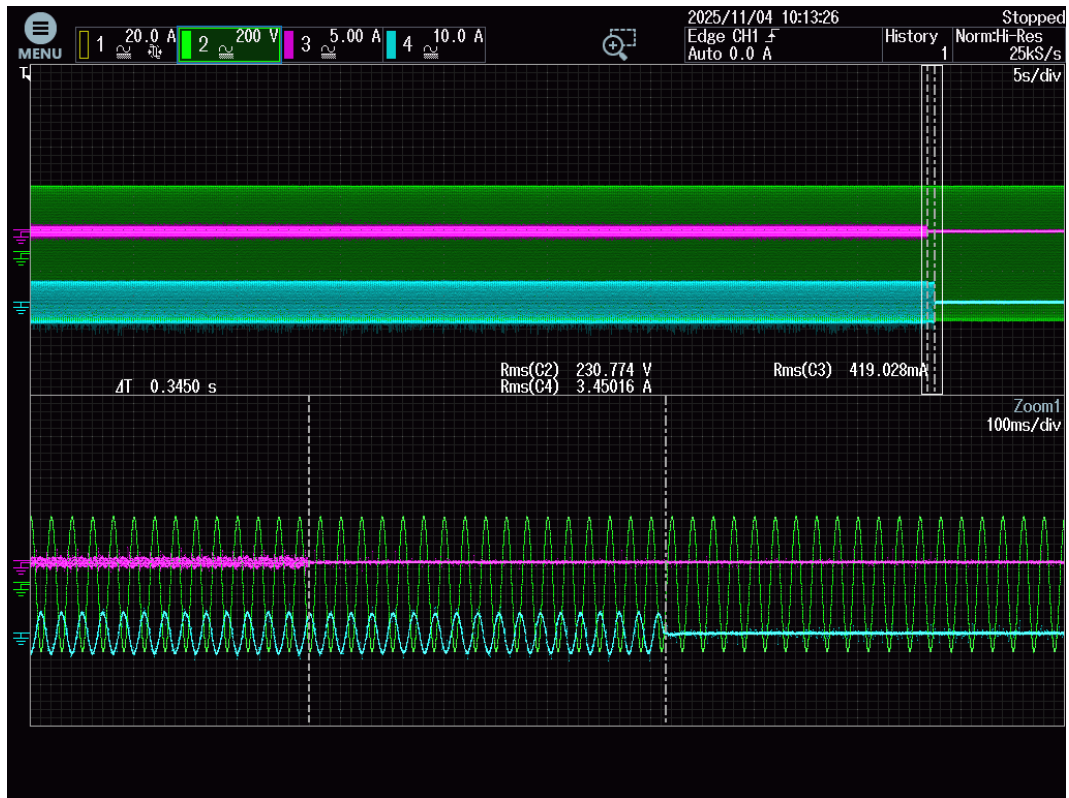 2025/11/04 10:13:26 Stopped
MENU 1 20.0 A 2 200 V 3 5.00 A 4 10.0 A Edge CH1 History Norm:Hi-Res
Auto 0.0 A 1 25kS/s
T 5s/div
Rms(C2) 230.774 V Rms(C3) 419.028mA
ΔT 0.3450 s Rms(C4) 3.45016 A
Zoom1
100ms/div